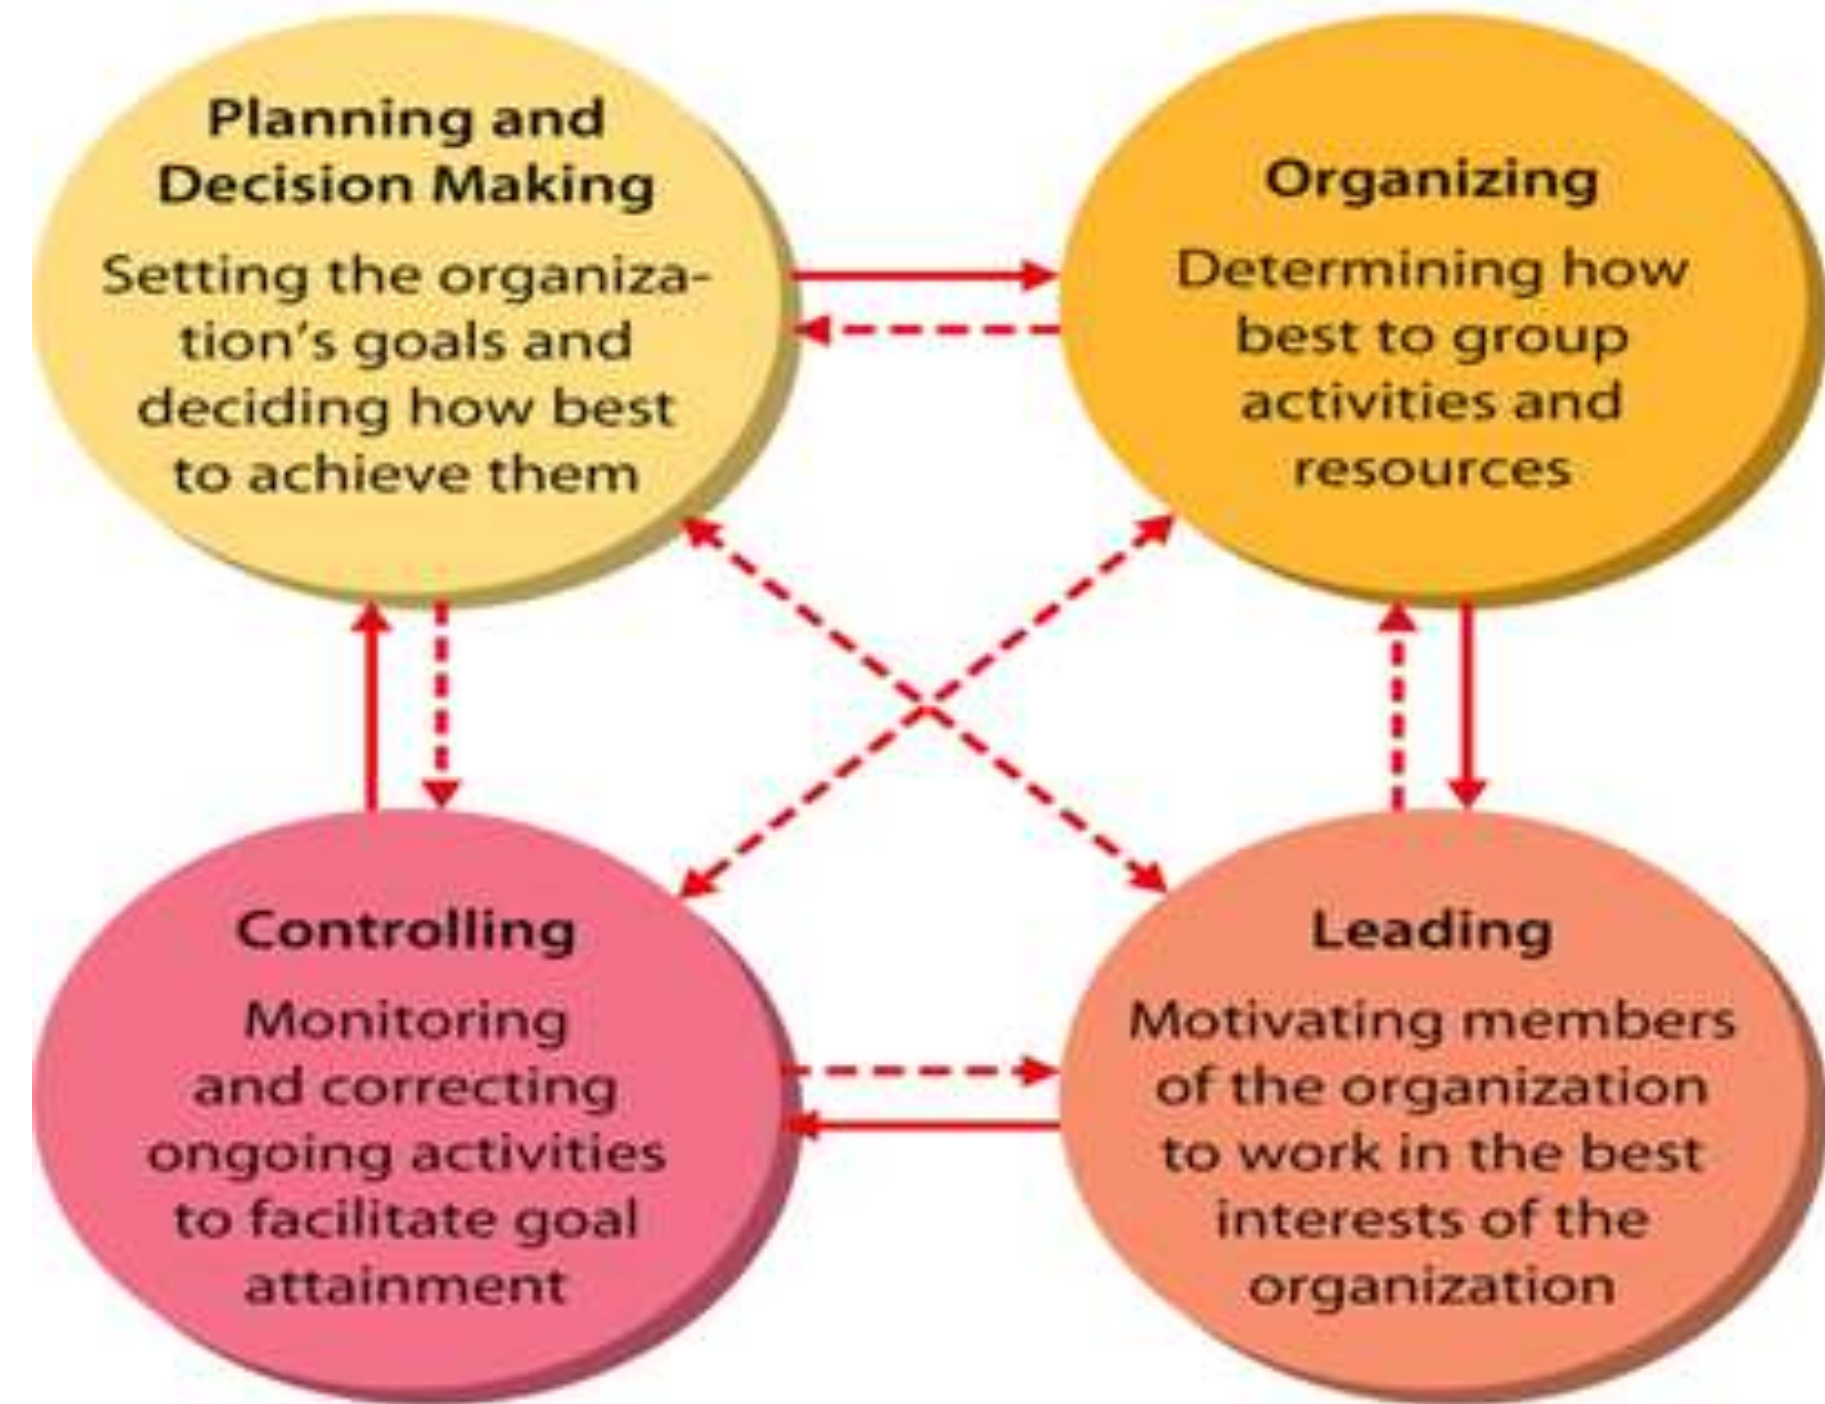 Planning and
Decision Making
Setting the organiza-
tion's goals and
deciding how best
to achieve them
Organizing
Determining how
best to group
activities and
resources
Controlling
Monitoring
and correcting
ongoing activities
to facilitate goal
attainment
Leading
Motivating members
of the organization
to work in the best
interests of the
organization